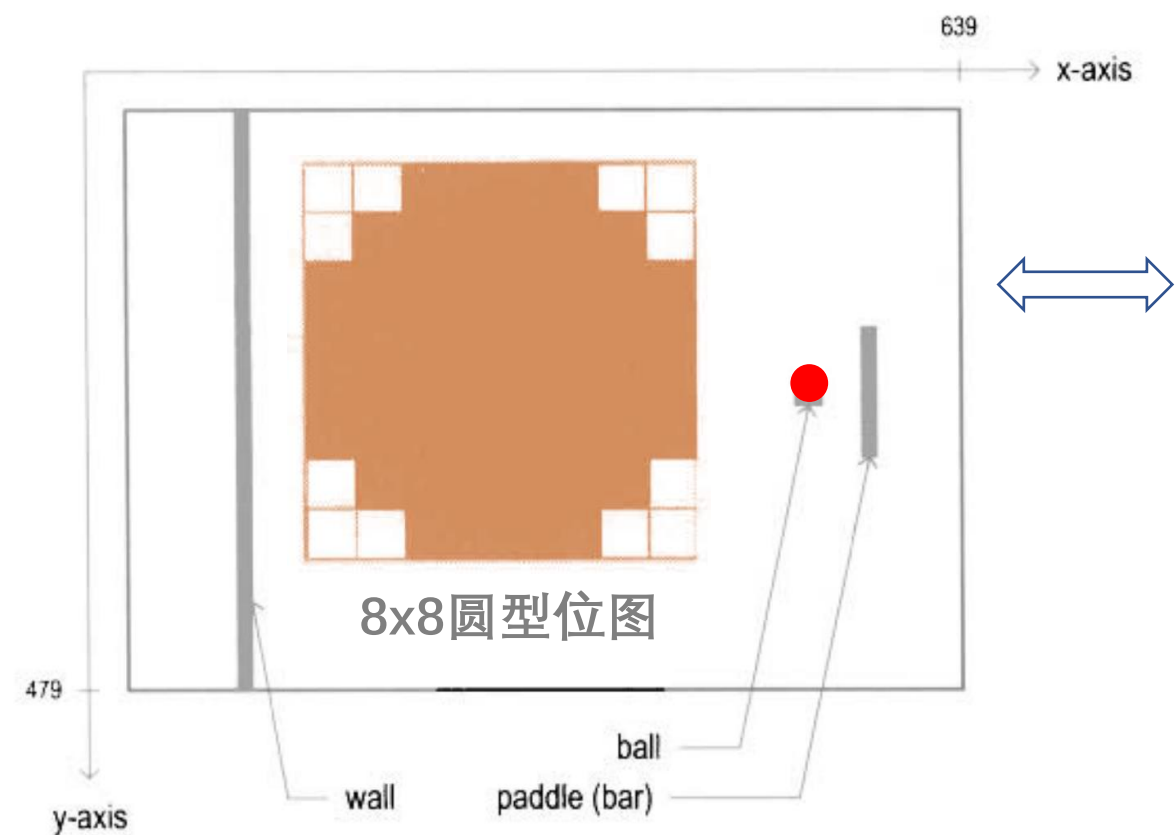 639
x-axis
8x8圆型位图
479
ball
wall
paddle (bar)
y-axis